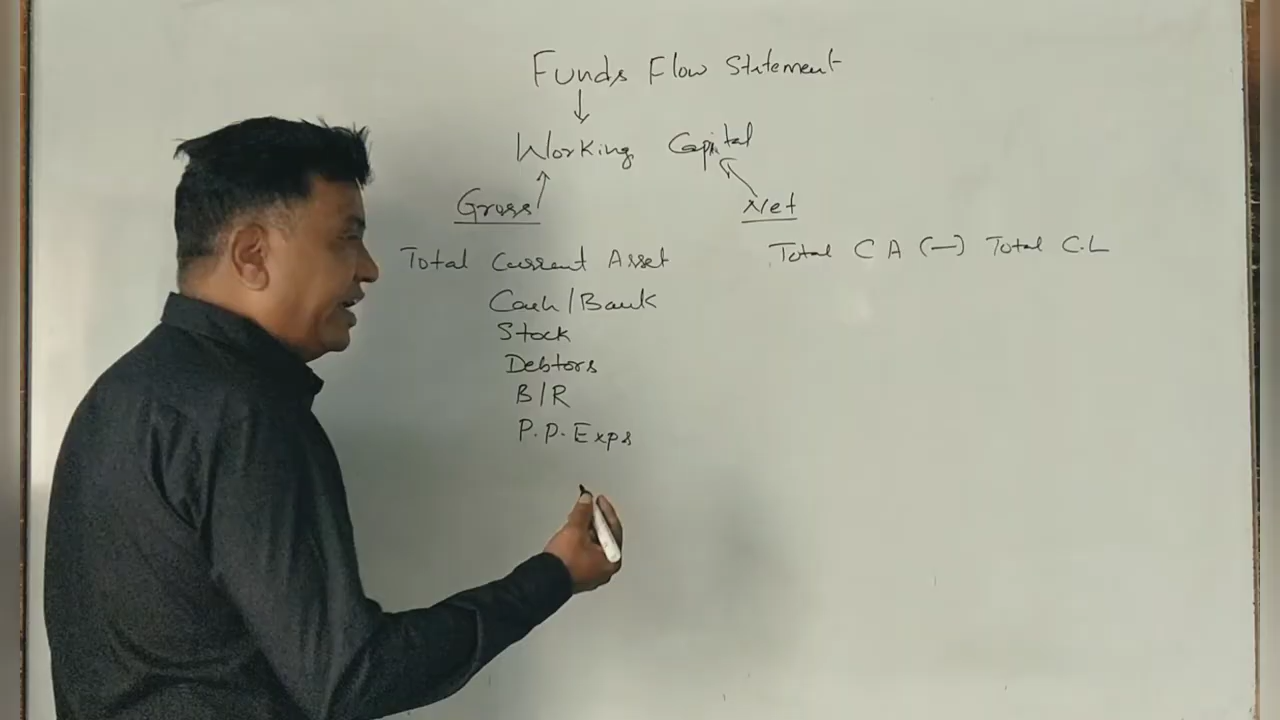 Funds Flow Statement
Working Capital
Gross
Net
Total Current Asset
Total C A (—) Total C.L
Cash/Bank
Stock
Debtors
B/R
P.P. Exps